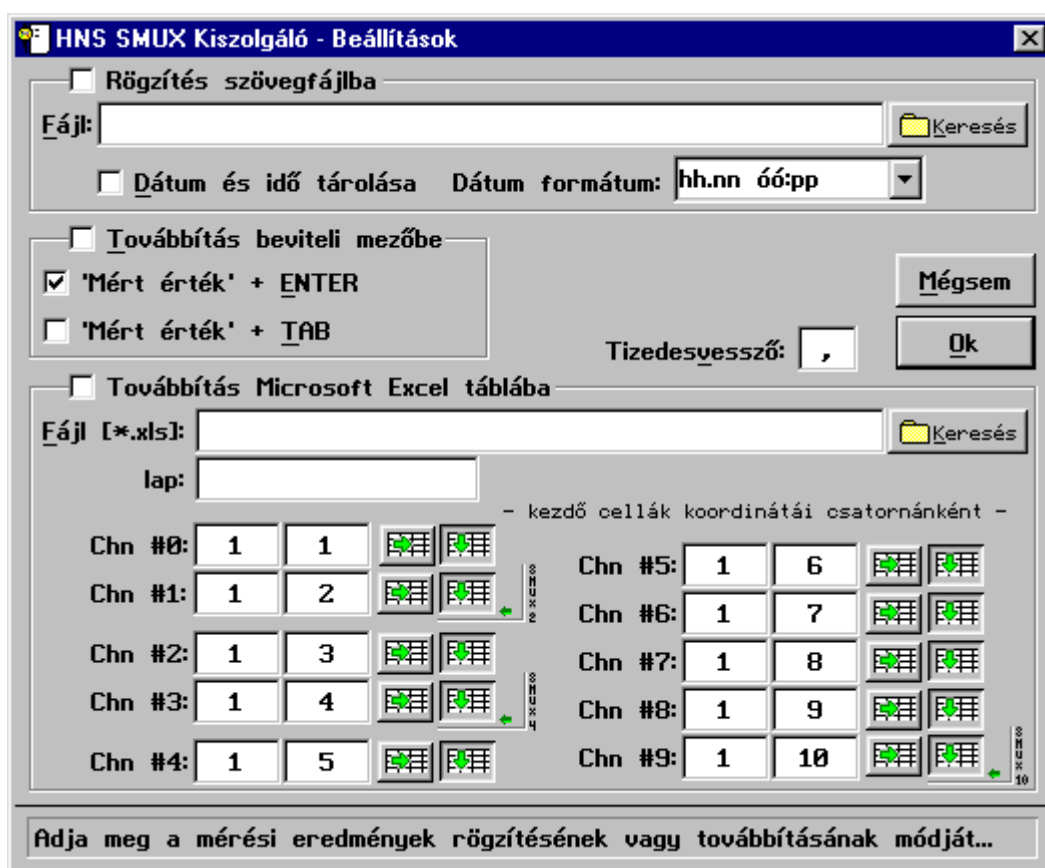 HNS SMUX Kiszolgáló - Beállítások
Rögzítés szövegfájlba
Fájl: Keresés
Dátum és idő tárolása Dátum formátum: hh.nn óó:pp
Továbbítás beviteli mezőbe
'Mért érték' + ENTER
Mégsem
'Mért érték' + TAB
Tizedesvessző: , Ok
Továbbítás Microsoft Excel táblába
Fájl [*.xls]: Keresés
lap:
- kezdő cellák koordinátái csatornánként -
Chn #0: 1 1
Chn #1: 1 2
SMUX2
Chn #2: 1 3
Chn #3: 1 4
SMUX4
Chn #4: 1 5
Chn #5: 1 6
Chn #6: 1 7
Chn #7: 1 8
Chn #8: 1 9
Chn #9: 1 10
SMUX10
Adja meg a mérési eredmények rögzítésének vagy továbbításának módját...